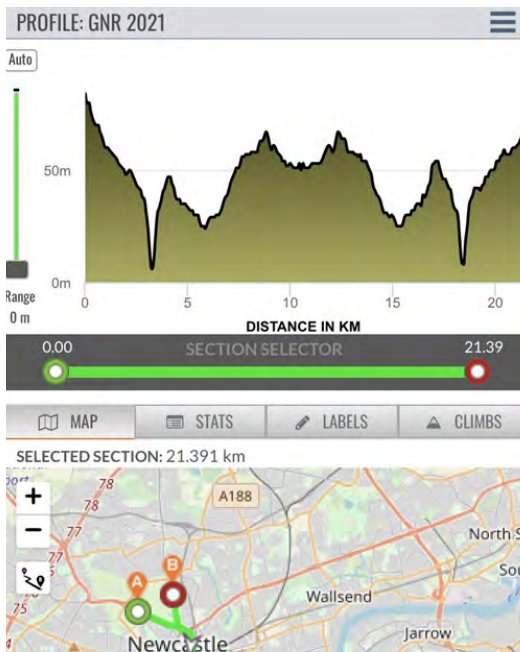 PROFILE: GNR 2021
Auto
50m
0m
Range
0 m
0 5 10 15 20
DISTANCE IN KM
0.00 SECTION SELECTOR 21.39
MAP STATS LABELS CLIMBS
SELECTED SECTION: 21.391 km
78
78
77
77
75
A188
A B
+
−
North S
Sou
Wallsend
Newcastle
Jarrow